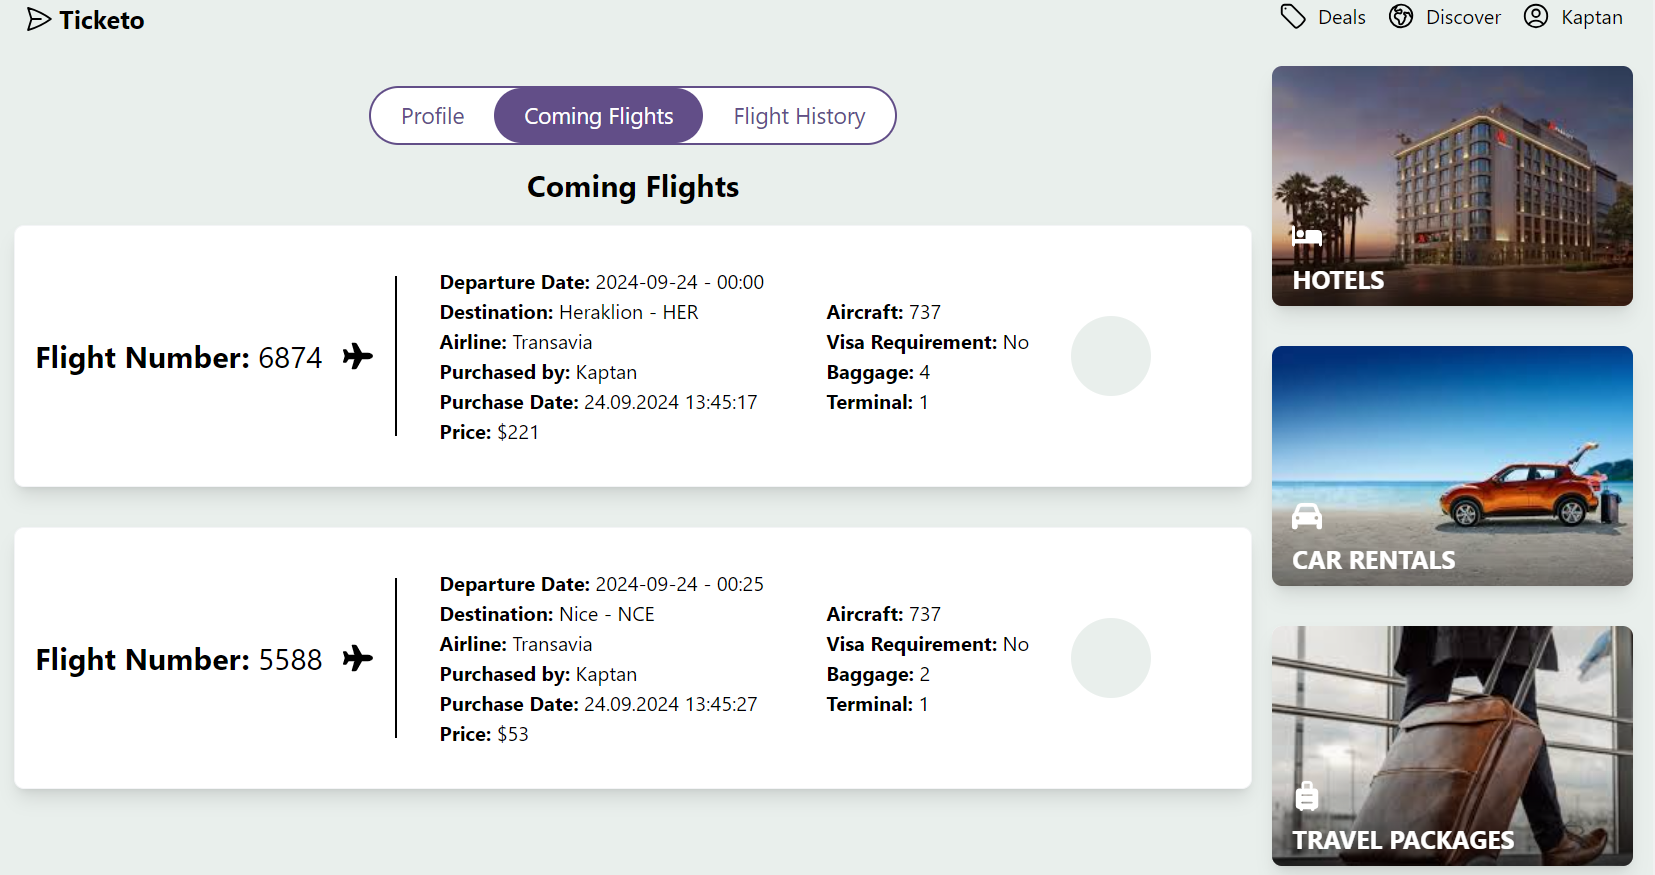 Ticketo
Deals
Discover
Kaptan
Profile
Coming Flights
Flight History
Coming Flights
Flight Number: 6874
Departure Date: 2024-09-24 - 00:00
Destination: Heraklion - HER
Airline: Transavia
Purchased by: Kaptan
Purchase Date: 24.09.2024 13:45:17
Price: $221
Aircraft: 737
Visa Requirement: No
Baggage: 4
Terminal: 1
Flight Number: 5588
Departure Date: 2024-09-24 - 00:25
Destination: Nice - NCE
Airline: Transavia
Purchased by: Kaptan
Purchase Date: 24.09.2024 13:45:27
Price: $53
Aircraft: 737
Visa Requirement: No
Baggage: 2
Terminal: 1
HOTELS
CAR RENTALS
TRAVEL PACKAGES